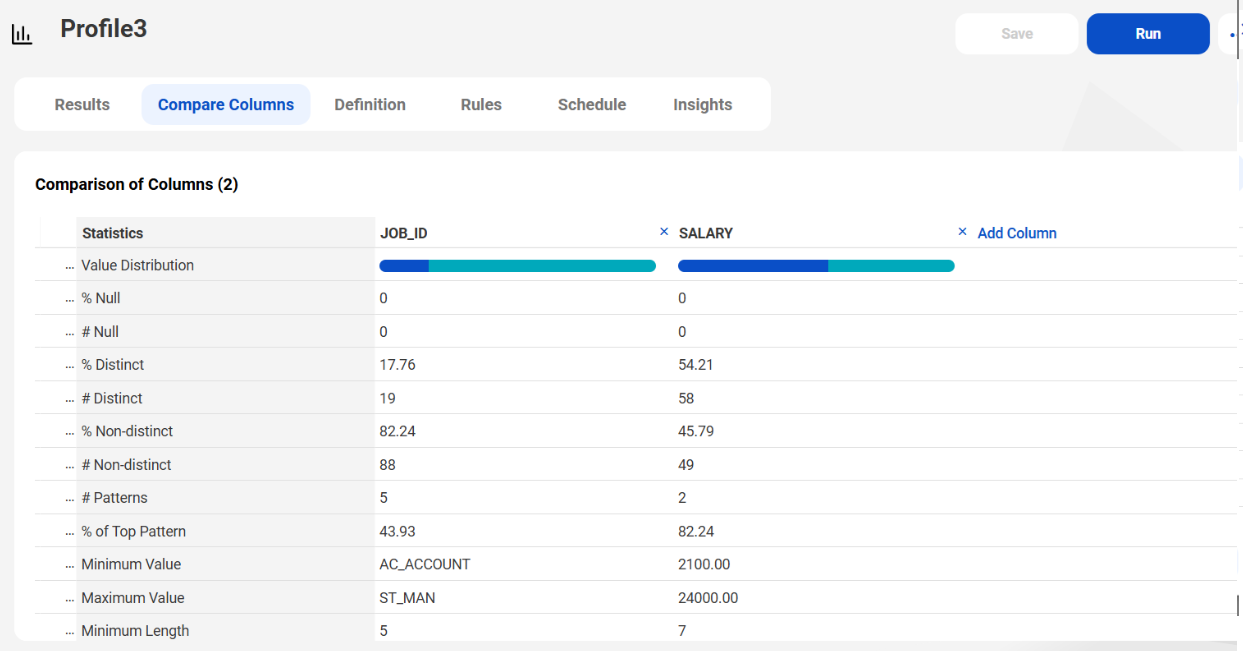 Profile3
Save
Run
Results
Compare Columns
Definition
Rules
Schedule
Insights
Comparison of Columns (2)
Statistics JOB_ID × SALARY × Add Column
... Value Distribution
... % Null 0 0
... # Null 0 0
... % Distinct 17.76 54.21
... # Distinct 19 58
... % Non-distinct 82.24 45.79
... # Non-distinct 88 49
... # Patterns 5 2
... % of Top Pattern 43.93 82.24
... Minimum Value AC_ACCOUNT 2100.00
... Maximum Value ST_MAN 24000.00
... Minimum Length 5 7